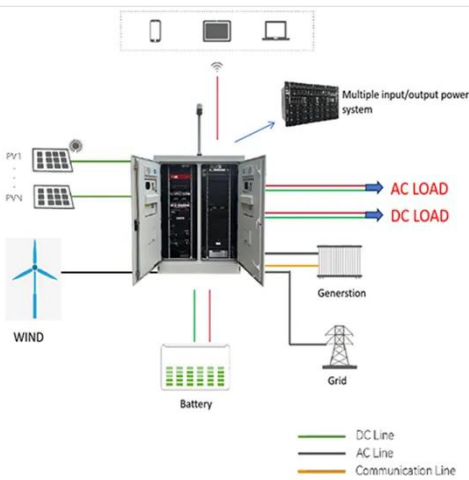 Multiple input/output power
system
PV1
PVN
AC LOAD
DC LOAD
WIND
Generstion
Grid
Battery
DC Line
AC Line
Communication Line